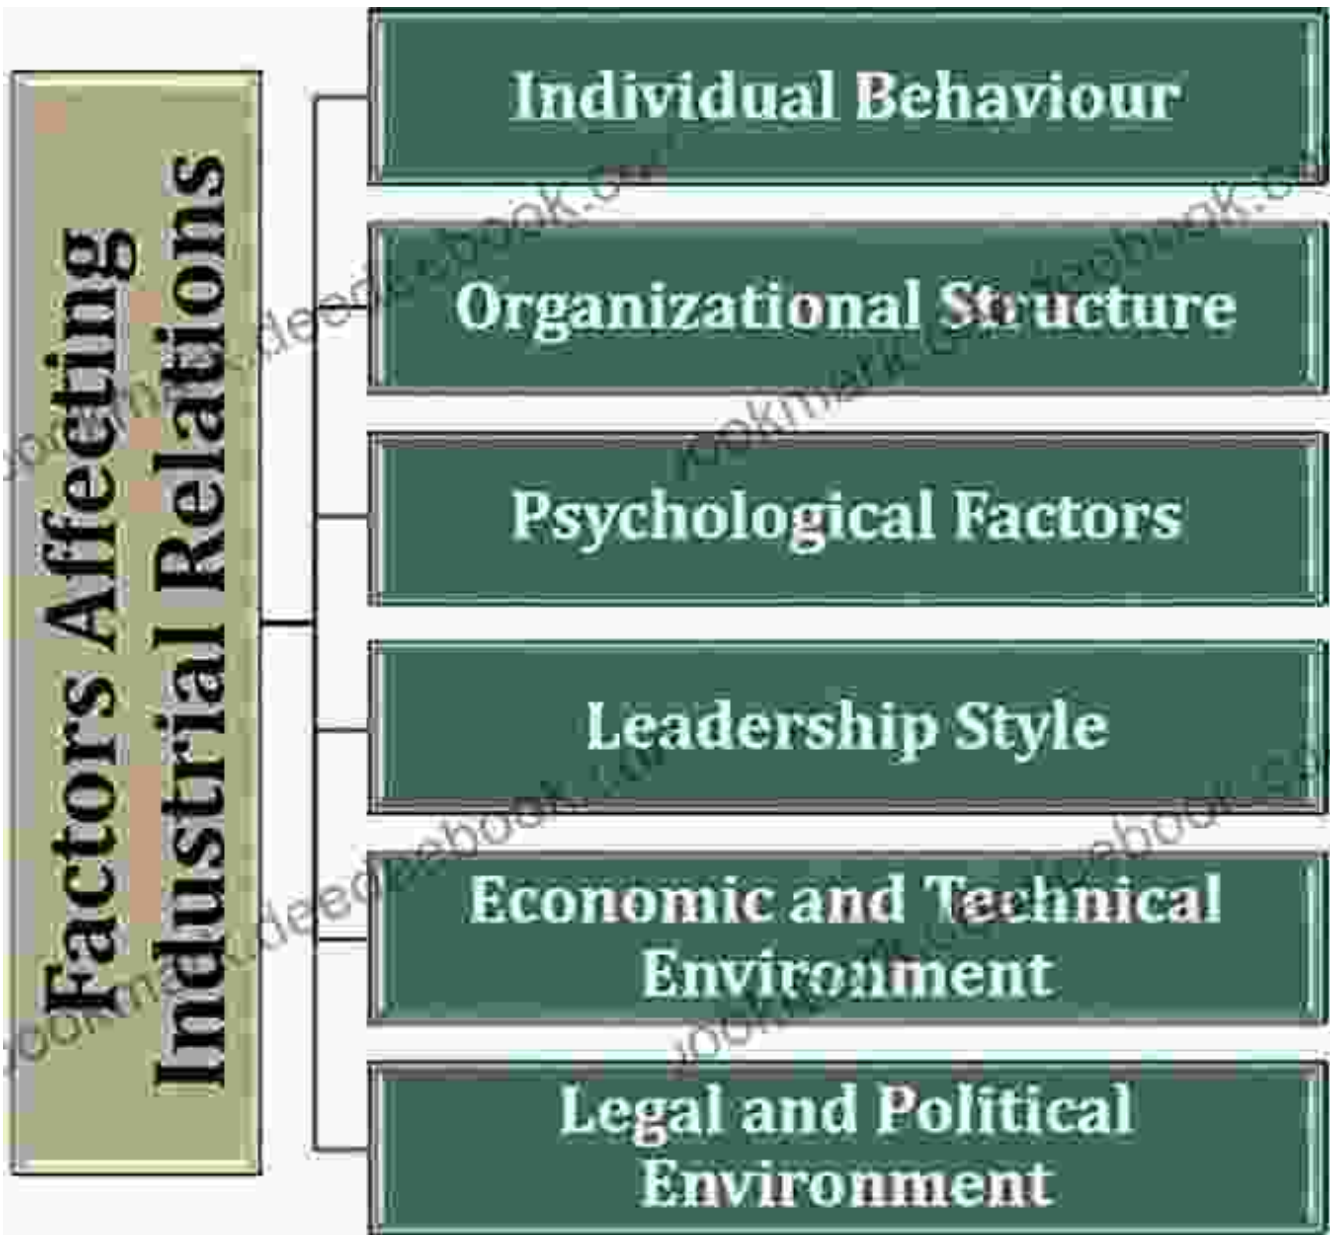 Factors Affecting
Industrial Relations
Individual Behaviour
Organizational Structure
Psychological Factors
Leadership Style
Economic and Technical
Environment
Legal and Political
Environment